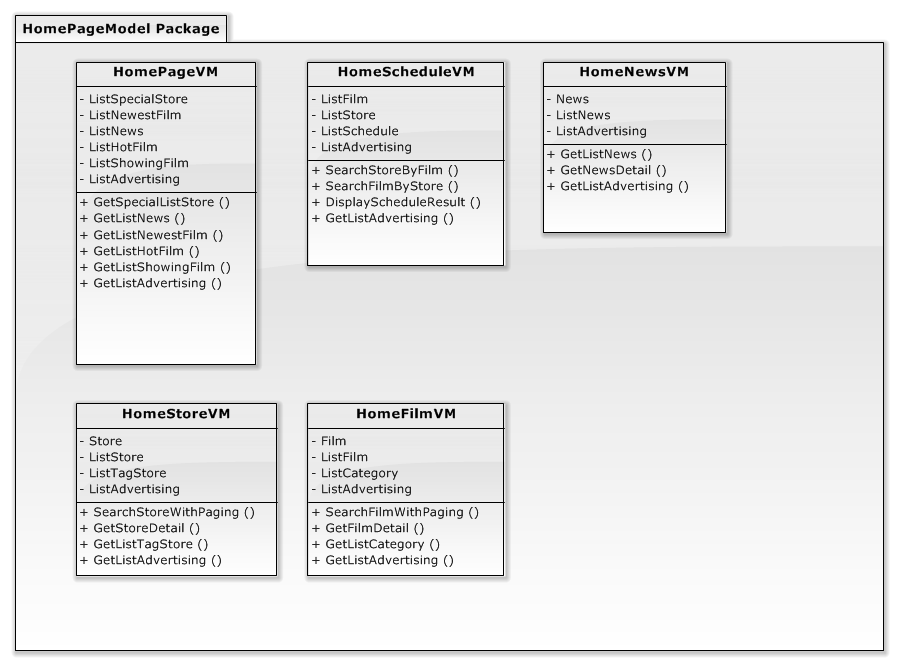 HomePageModel Package
HomePageVM
- ListSpecialStore
- ListNewestFilm
- ListNews
- ListHotFilm
- ListShowingFilm
- ListAdvertising
+ GetSpecialListStore ()
+ GetListNews ()
+ GetListNewestFilm ()
+ GetListHotFilm ()
+ GetListShowingFilm ()
+ GetListAdvertising ()
HomeScheduleVM
- ListFilm
- ListStore
- ListSchedule
- ListAdvertising
+ SearchStoreByFilm ()
+ SearchFilmByStore ()
+ DisplayScheduleResult ()
+ GetListAdvertising ()
HomeNewsVM
- News
- ListNews
- ListAdvertising
+ GetListNews ()
+ GetNewsDetail ()
+ GetListAdvertising ()
HomeStoreVM
- Store
- ListStore
- ListTagStore
- ListAdvertising
+ SearchStoreWithPaging ()
+ GetStoreDetail ()
+ GetListTagStore ()
+ GetListAdvertising ()
HomeFilmVM
- Film
- ListFilm
- ListCategory
- ListAdvertising
+ SearchFilmWithPaging ()
+ GetFilmDetail ()
+ GetListCategory ()
+ GetListAdvertising ()